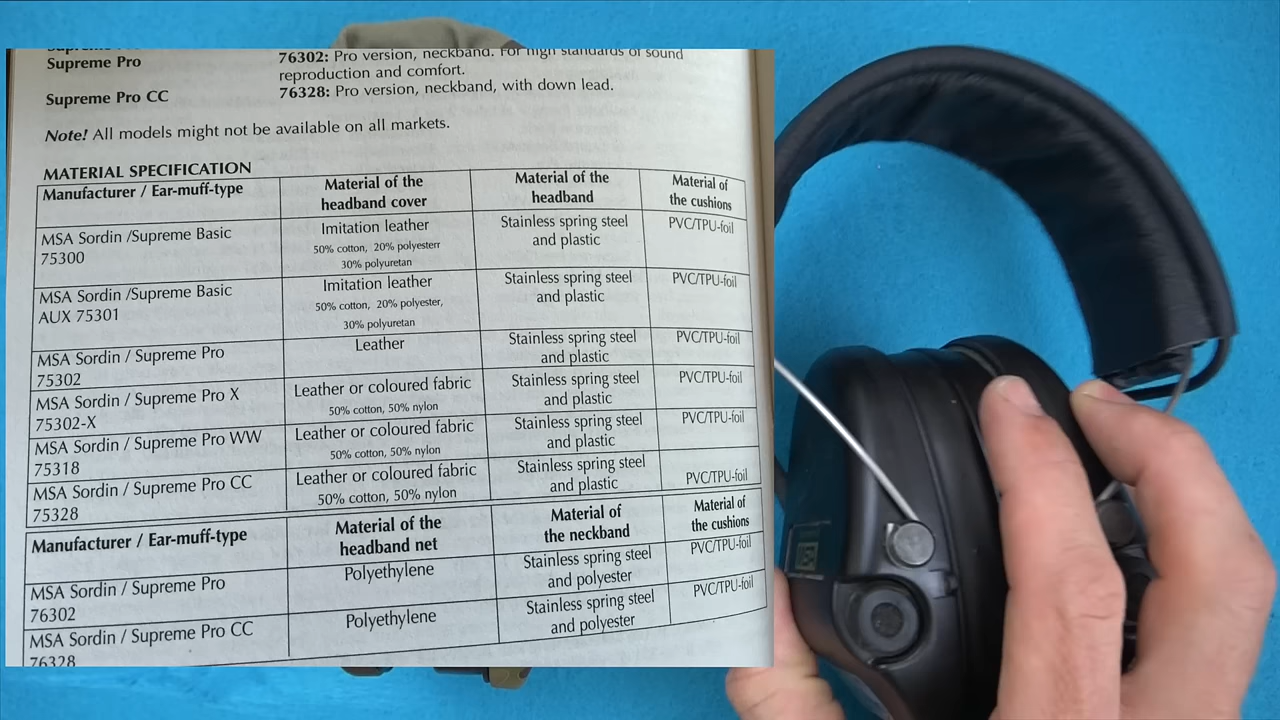 Supreme Pro
76302: Pro version, neckband. For high standards of sound
reproduction and comfort.
Supreme Pro CC
76328: Pro version, neckband, with down lead.
Note! All models might not be available on all markets.
MATERIAL SPECIFICATION
Manufacturer / Ear-muff-type
Material of the
headband cover
Material of the
headband
Material of
the cushions
MSA Sordin /Supreme Basic
75300
Imitation leather
50% cotton, 20% polyesterr
30% polyuretan
Stainless spring steel
and plastic
PVC/TPU-foil
MSA Sordin /Supreme Basic
AUX 75301
Imitation leather
50% cotton, 20% polyester,
30% polyuretan
Stainless spring steel
and plastic
PVC/TPU-foil
MSA Sordin / Supreme Pro
75302
Leather
Stainless spring steel
and plastic
PVC/TPU-foil
MSA Sordin / Supreme Pro X
75302-X
Leather or coloured fabric
50% cotton, 50% nylon
Stainless spring steel
and plastic
PVC/TPU-foil
MSA Sordin / Supreme Pro WW
75318
Leather or coloured fabric
50% cotton, 50% nylon
Stainless spring steel
and plastic
PVC/TPU-foil
MSA Sordin / Supreme Pro CC
75328
Leather or coloured fabric
50% cotton, 50% nylon
Stainless spring steel
and plastic
PVC/TPU-foil
Manufacturer / Ear-muff-type
Material of the
headband net
Material of
the neckband
Material of
the cushions
MSA Sordin / Supreme Pro
76302
Polyethylene
Stainless spring steel
and polyester
PVC/TPU-foil
MSA Sordin / Supreme Pro CC
76328
Polyethylene
Stainless spring steel
and polyester
PVC/TPU-foil